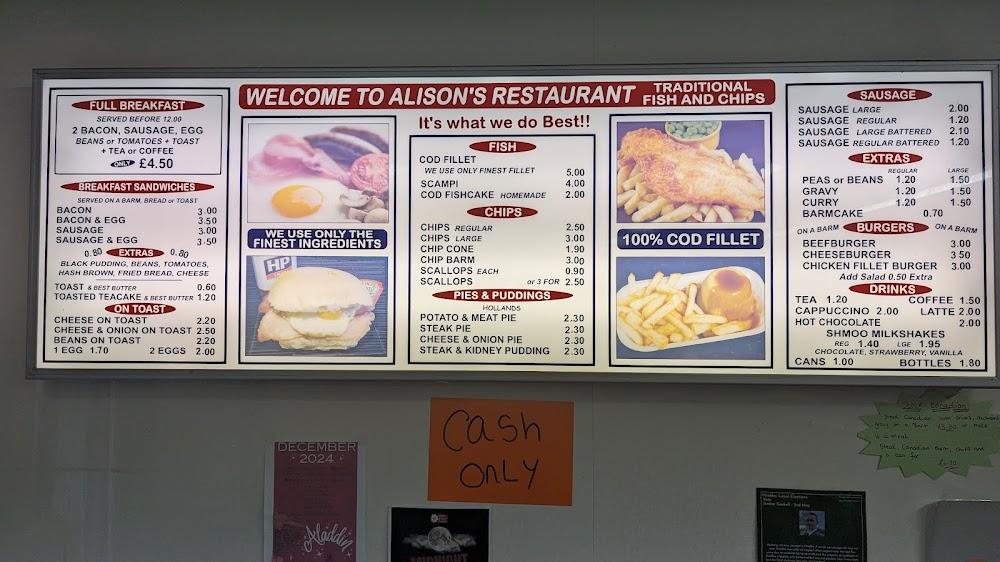 WELCOME TO ALISON'S RESTAURANT
TRADITIONAL
FISH AND CHIPS
FULL BREAKFAST
SERVED BEFORE 12.00
2 BACON, SAUSAGE, EGG
BEANS or TOMATOES + TOAST
+ TEA or COFFEE
ONLY £4.50
BREAKFAST SANDWICHES
SERVED ON A BARM, BREAD or TOAST
BACON 3.00
BACON & EGG 3.50
SAUSAGE 3.00
SAUSAGE & EGG 3.50
0.80 EXTRAS 0.80
BLACK PUDDING, BEANS, TOMATOES,
HASH BROWN, FRIED BREAD, CHEESE
TOAST & BEST BUTTER 0.60
TOASTED TEACAKE & BEST BUTTER 1.20
ON TOAST
CHEESE ON TOAST 2.20
CHEESE & ONION ON TOAST 2.50
BEANS ON TOAST 2.20
1 EGG 1.70 2 EGGS 2.00
WE USE ONLY THE
FINEST INGREDIENTS
HP
It's what we do Best!!
FISH
COD FILLET
WE USE ONLY FINEST FILLET 5.00
SCAMPI 4.00
COD FISHCAKE HOMEMADE 2.00
CHIPS
CHIPS REGULAR 2.50
CHIPS LARGE 3.00
CHIP CONE 1.90
CHIP BARM 3.00
SCALLOPS EACH 0.90
SCALLOPS or 3 FOR 2.50
PIES & PUDDINGS
HOLLANDS
POTATO & MEAT PIE 2.30
STEAK PIE 2.30
CHEESE & ONION PIE 2.30
STEAK & KIDNEY PUDDING 2.30
100% COD FILLET
SAUSAGE
SAUSAGE LARGE 2.00
SAUSAGE REGULAR 1.20
SAUSAGE LARGE BATTERED 2.10
SAUSAGE REGULAR BATTERED 1.20
EXTRAS
REGULAR LARGE
PEAS or BEANS 1.20 1.50
GRAVY 1.20 1.50
CURRY 1.20 1.50
BARMCAKE 0.70
ON A BARM BURGERS ON A BARM
BEEFBURGER 3.00
CHEESEBURGER 3.50
CHICKEN FILLET BURGER 3.00
Add Salad 0.50 Extra
DRINKS
TEA 1.20 COFFEE 1.50
CAPPUCCINO 2.00 LATTE 2.00
HOT CHOCOLATE 2.00
SHMOO MILKSHAKES
REG 1.40 LGE 1.95
CHOCOLATE, STRAWBERRY, VANILLA
CANS 1.00 BOTTLES 1.80
Cash
ONLY
DECEMBER
2024
Aladdin
MIDNIGHT
Hindley Local Elections
Vote